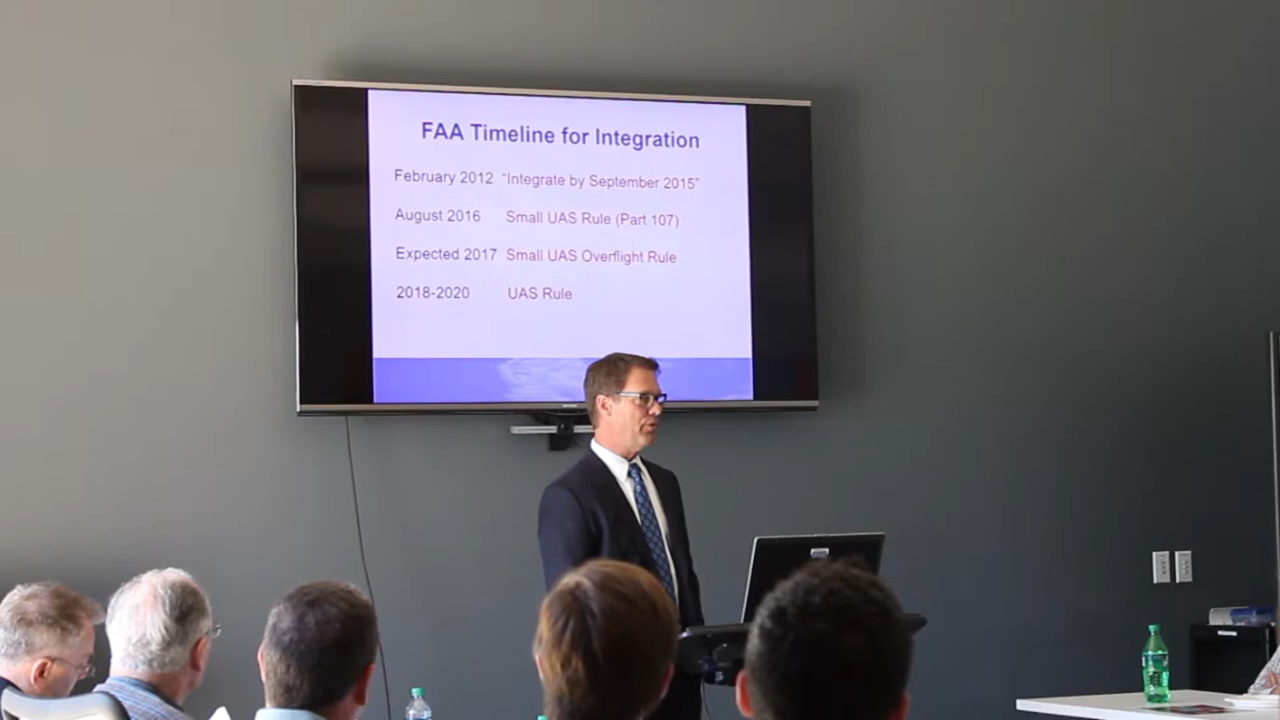 FAA Timeline for Integration
February 2012 "Integrate by September 2015"
August 2016 Small UAS Rule (Part 107)
Expected 2017 Small UAS Overflight Rule
2018-2020 UAS Rule